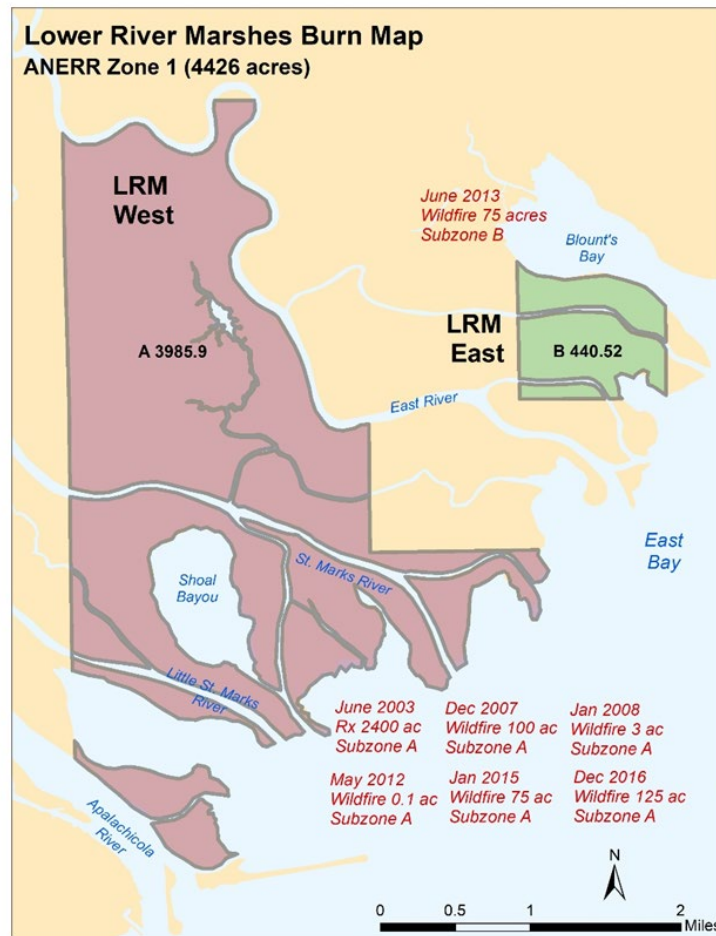 Lower River Marshes Burn Map
ANERR Zone 1 (4426 acres)
LRM
West
June 2013
Wildfire 75 acres
Subzone B
Blount's
Bay
LRM
East
A 3985.9
B 440.52
East River
East
Bay
St. Marks River
Shoal
Bayou
Little St. Marks
River
June 2003
Rx 2400 ac
Subzone A
Dec 2007
Wildfire 100 ac
Subzone A
Jan 2008
Wildfire 3 ac
Subzone A
May 2012
Wildfire 0.1 ac
Subzone A
Jan 2015
Wildfire 75 ac
Subzone A
Dec 2016
Wildfire 125 ac
Subzone A
Apalachicola
River
N
0 0.5 1 2
Miles